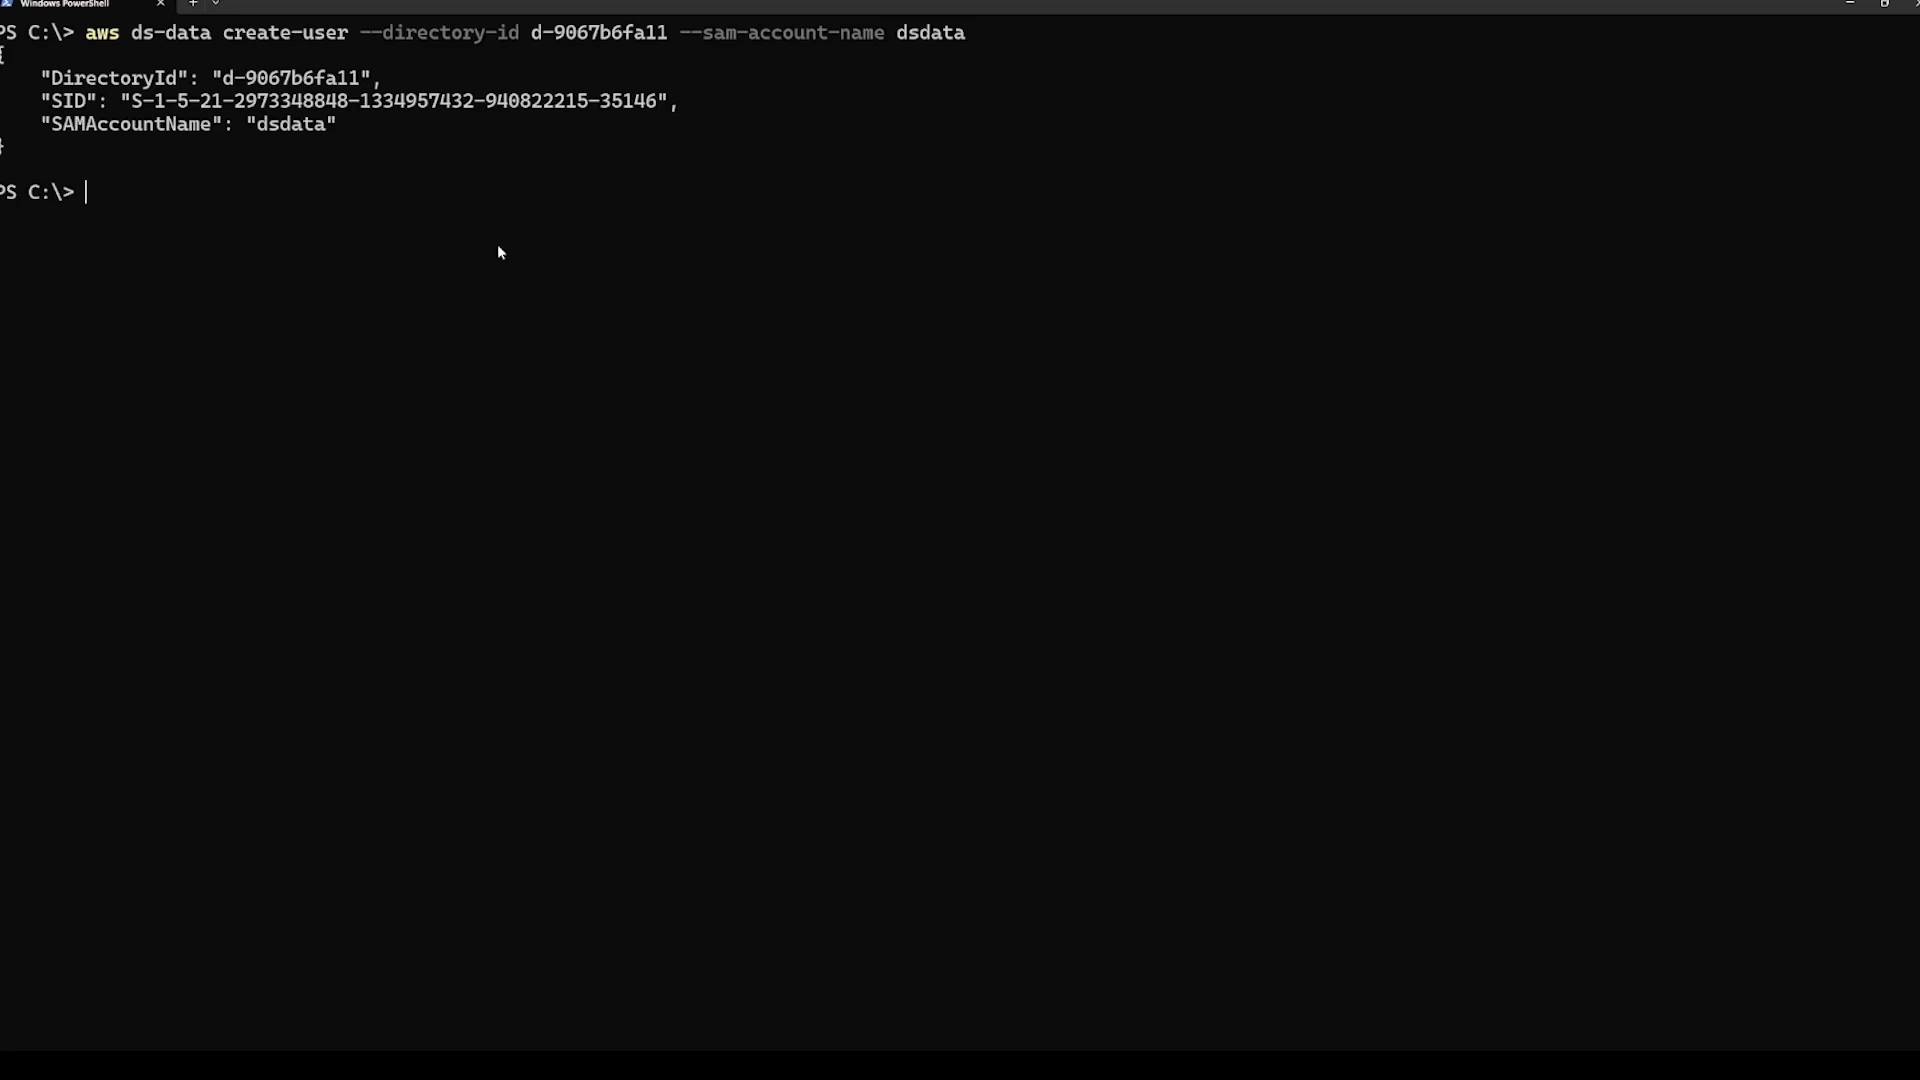 Windows PowerShell
PS C:\> aws ds-data create-user --directory-id d-9067b6fa11 --sam-account-name dsdata
{
"DirectoryId": "d-9067b6fa11",
"SID": "S-1-5-21-2973348848-1334957432-940822215-35146",
"SAMAccountName": "dsdata"
}
PS C:\>